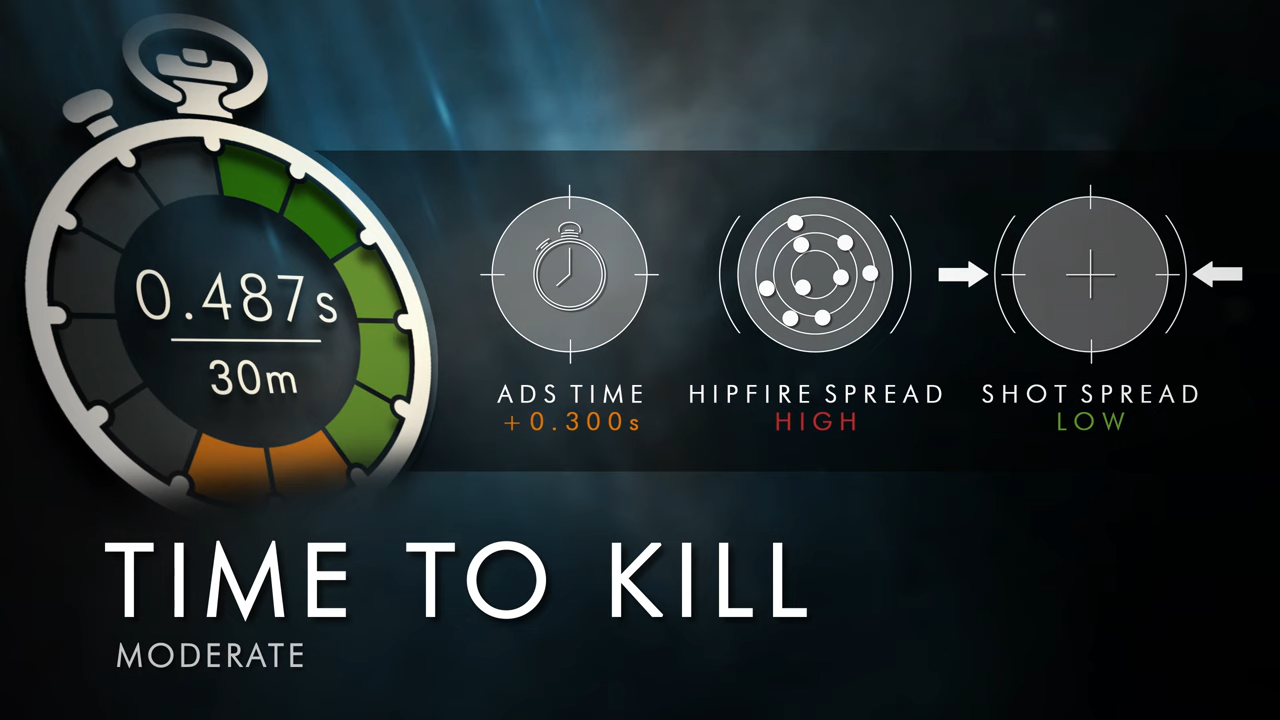 0.487s
30m
ADS TIME
+0.300s
HIPFIRE SPREAD
HIGH
SHOT SPREAD
LOW
TIME TO KILL
MODERATE